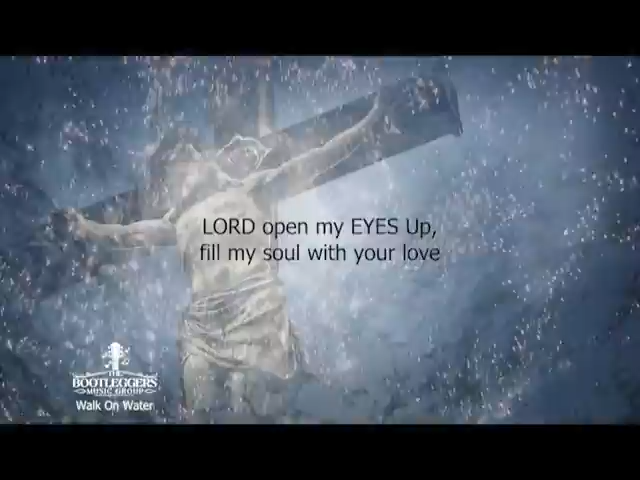 LORD open my EYES Up,
fill my soul with your love
THE
BOOTLEGGERS
MUSIC GROUP
Walk On Water